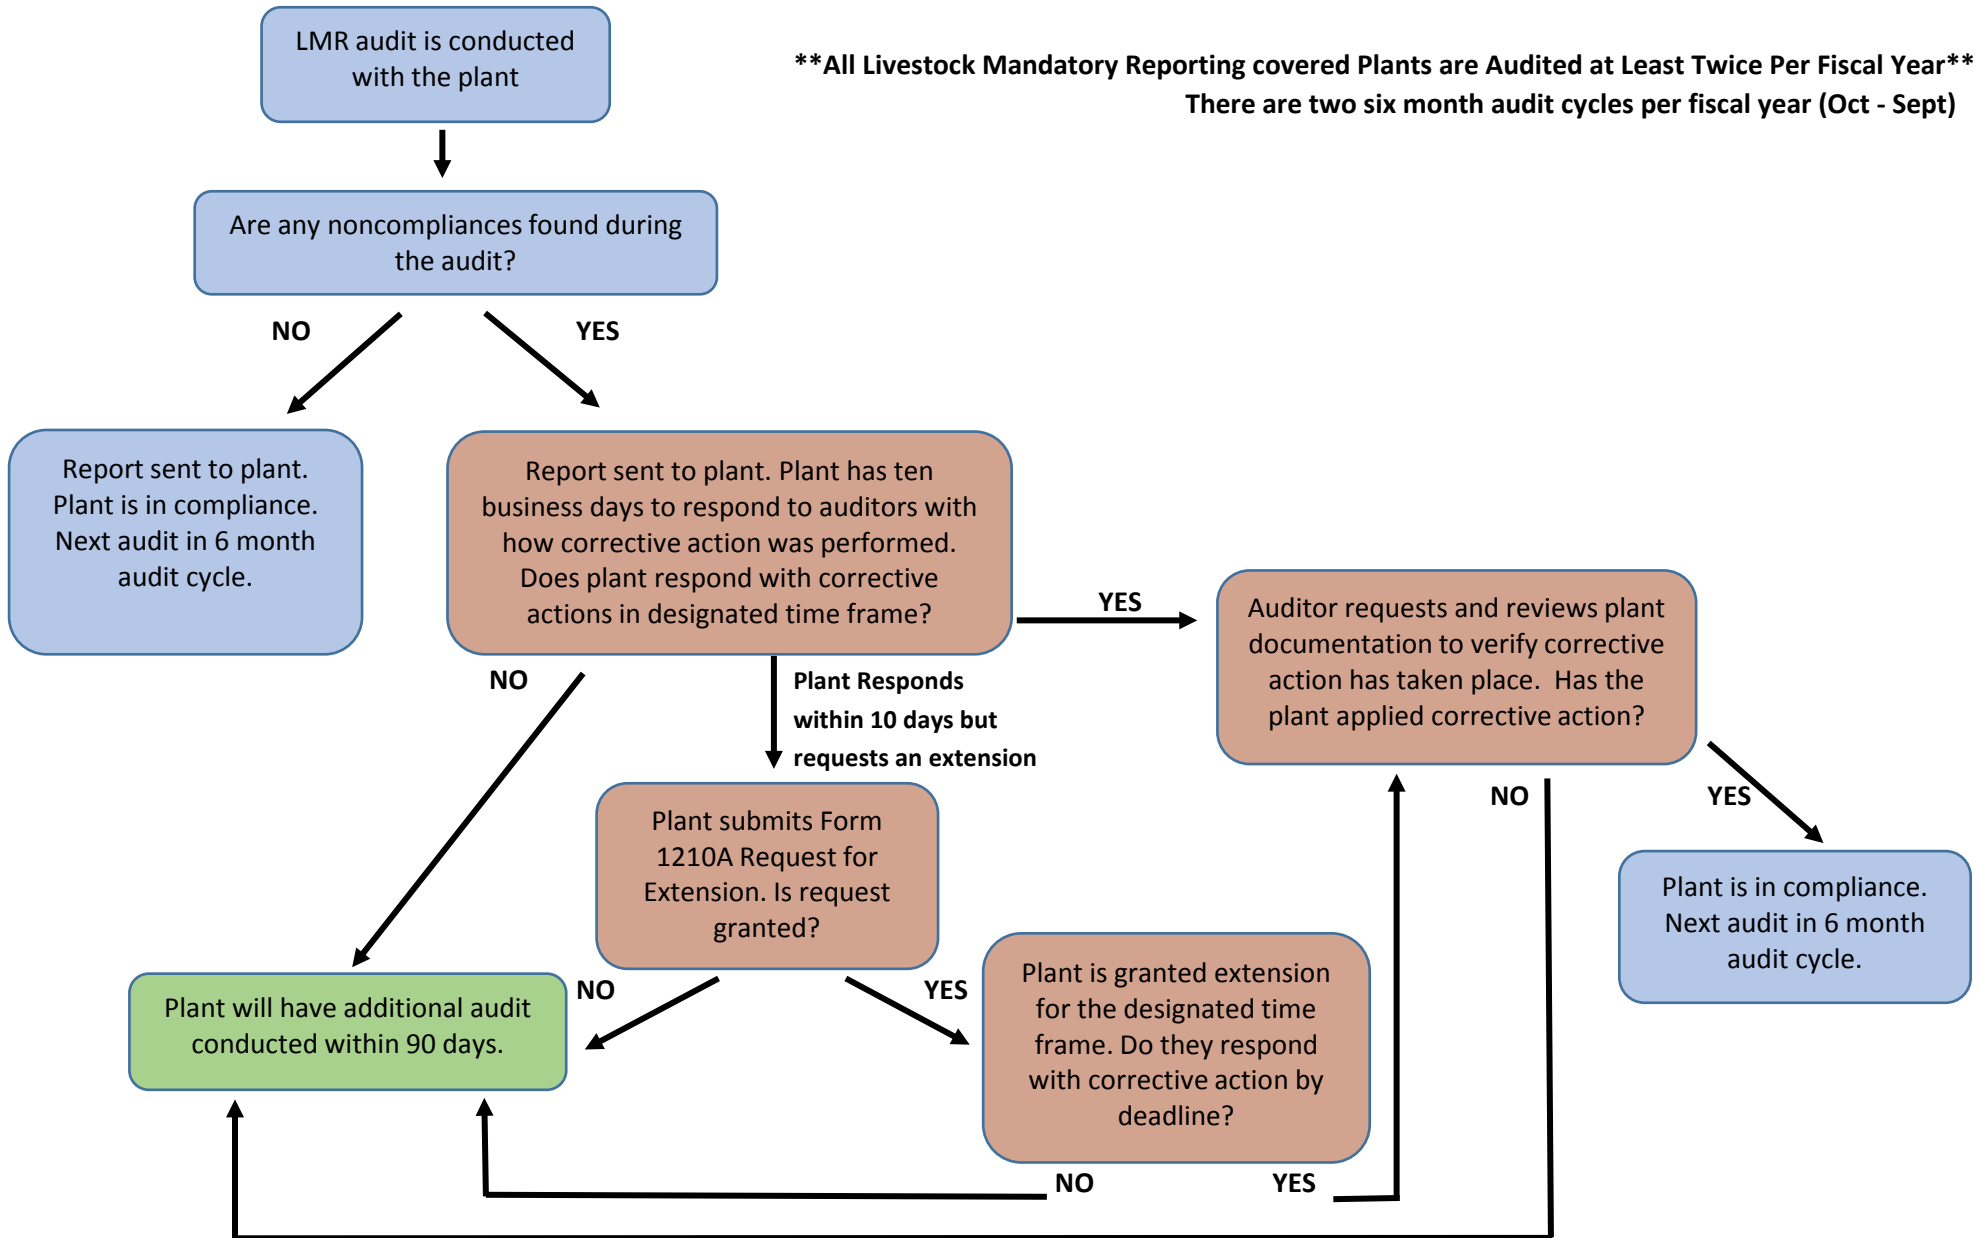 LMR audit is conducted
with the plant
**All Livestock Mandatory Reporting covered Plants are Audited at Least Twice Per Fiscal Year**
There are two six month audit cycles per fiscal year (Oct - Sept)
Are any noncompliances found during
the audit?
NO
YES
Report sent to plant.
Plant is in compliance.
Next audit in 6 month
audit cycle.
Report sent to plant. Plant has ten
business days to respond to auditors with
how corrective action was performed.
Does plant respond with corrective
actions in designated time frame?
YES
Auditor requests and reviews plant
documentation to verify corrective
action has taken place. Has the
plant applied corrective action?
NO
Plant Responds
within 10 days but
requests an extension
NO
YES
Plant submits Form
1210A Request for
Extension. Is request
granted?
Plant is in compliance.
Next audit in 6 month
audit cycle.
NO
YES
Plant will have additional audit
conducted within 90 days.
Plant is granted extension
for the designated time
frame. Do they respond
with corrective action by
deadline?
NO
YES